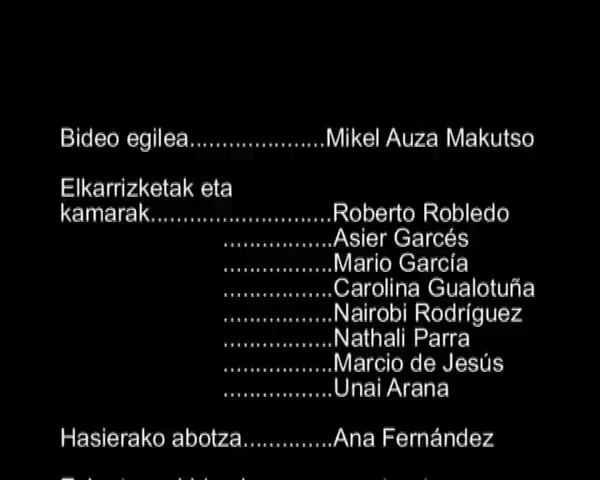 Bideo egilea.....................Mikel Auza Makutso
Elkarrizketak eta
kamarak............................Roberto Robledo
.................Asier Garcés
.................Mario García
.................Carolina Gualotuña
.................Nairobi Rodríguez
.................Nathali Parra
.................Marcio de Jesús
.................Unai Arana
Hasierako abotza..............Ana Fernández